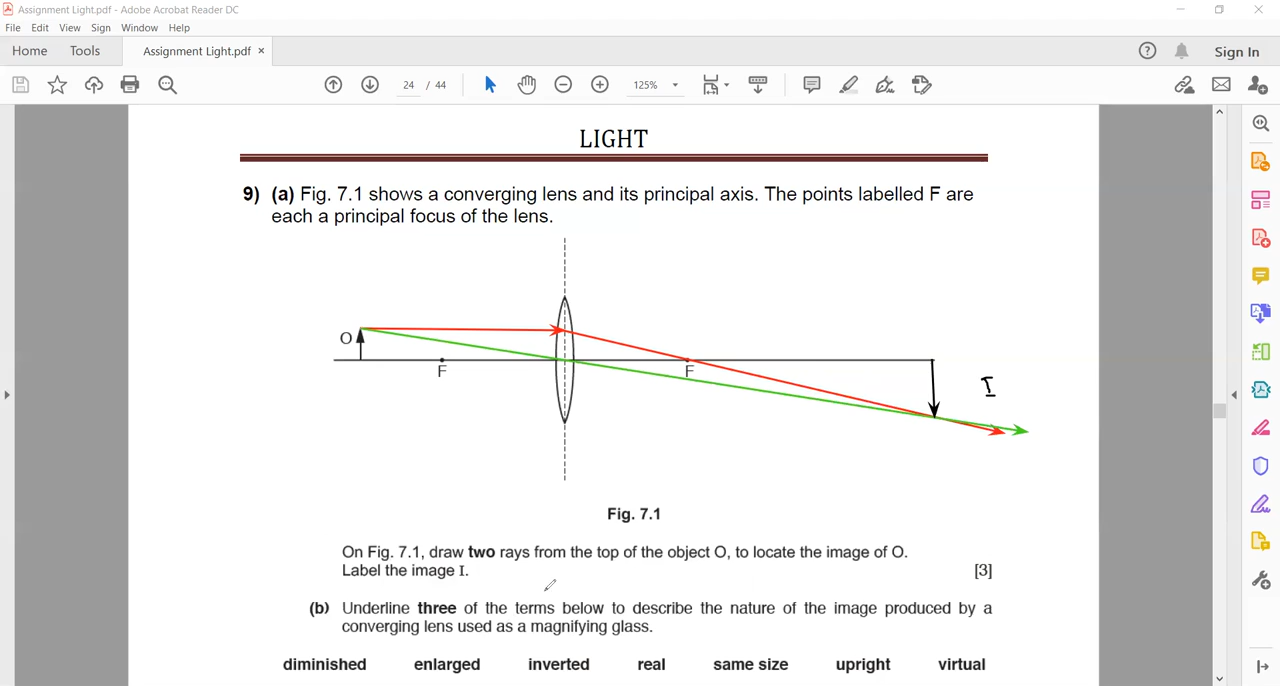 Assignment Light.pdf - Adobe Acrobat Reader DC
File Edit View Sign Window Help
Home Tools Assignment Light.pdf × Sign In
24 / 44 125%
LIGHT
9) (a) Fig. 7.1 shows a converging lens and its principal axis. The points labelled F are
each a principal focus of the lens.
O
F
F
I
Fig. 7.1
On Fig. 7.1, draw two rays from the top of the object O, to locate the image of O.
Label the image I. [3]
(b) Underline three of the terms below to describe the nature of the image produced by a
converging lens used as a magnifying glass.
diminished enlarged inverted real same size upright virtual